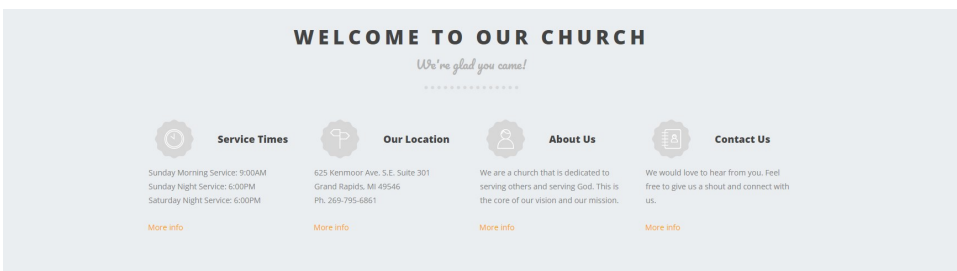 WELCOME TO OUR CHURCH
We're glad you came!
Service Times
Sunday Morning Service: 9:00AM
Sunday Night Service: 6:00PM
Saturday Night Service: 6:00PM
More info
Our Location
625 Kenmoor Ave. S.E. Suite 301
Grand Rapids, MI 49546
Ph. 269-795-6861
More info
About Us
We are a church that is dedicated to
serving others and serving God. This is
the core of our vision and our mission.
More info
Contact Us
We would love to hear from you. Feel
free to give us a shout and connect with
us.
More info